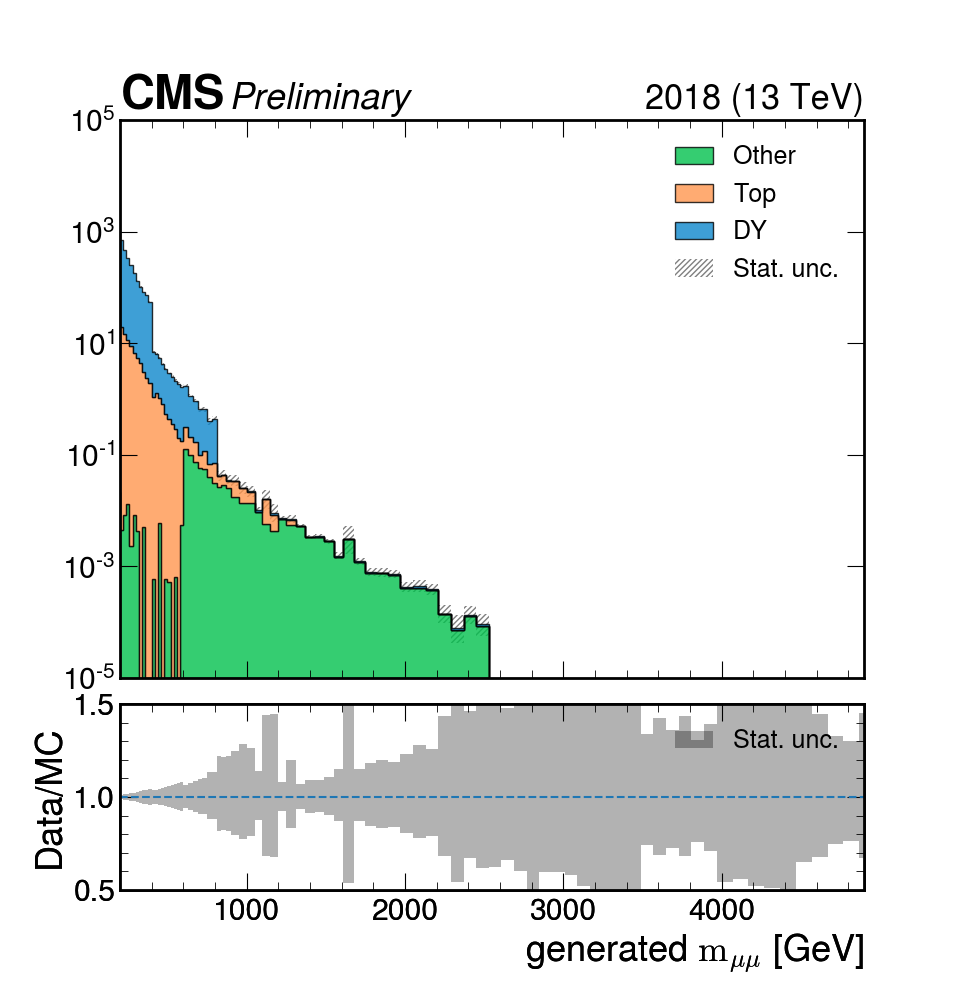 CMS Preliminary 2018 (13 TeV)
10^5
10^3
10^1
10^-1
10^-3
10^-5
Other
Top
DY
Stat. unc.
1.5
1.0
0.5
Data/MC
Stat. unc.
1000 2000 3000 4000
generated m_μμ [GeV]